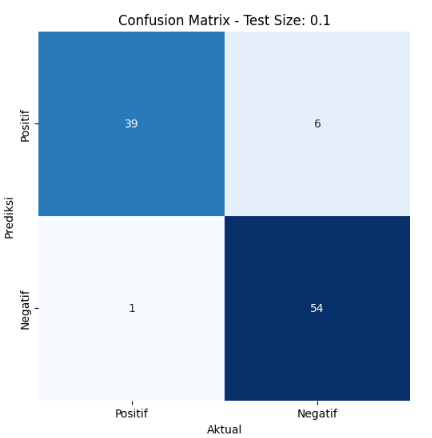 Confusion Matrix - Test Size: 0.1
Prediksi
Positif
39
6
Negatif
1
54
Positif
Negatif
Aktual